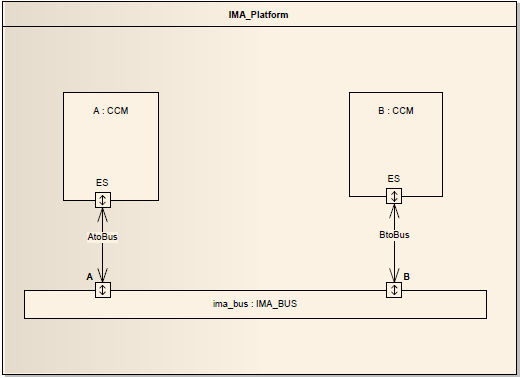 IMA_Platform
A : CCM
B : CCM
ES
ES
AtoBus
BtoBus
A
B
ima_bus : IMA_BUS